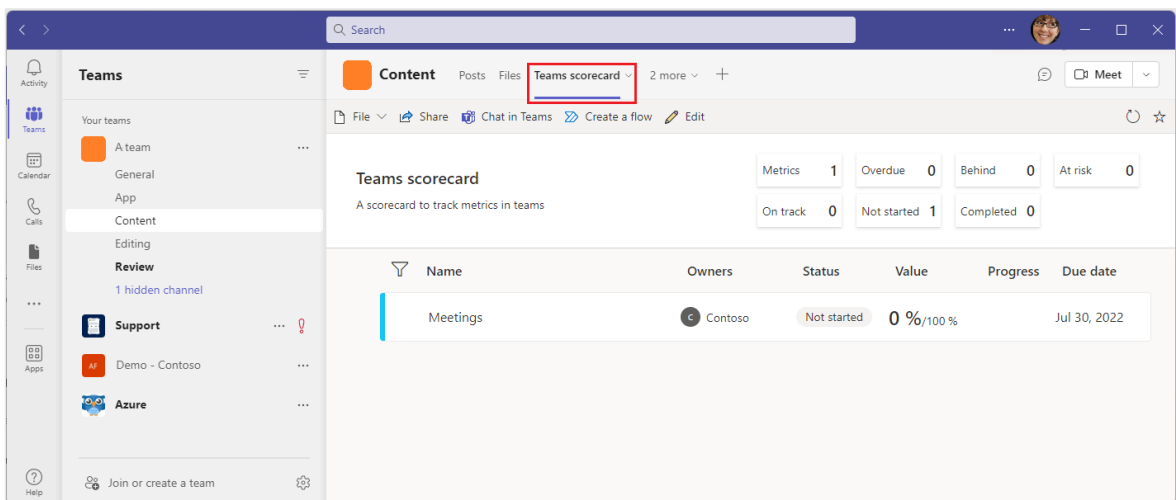 Search
Activity
Teams
Calendar
Calls
Files
Apps
Help
Teams
Your teams
A team
General
App
Content
Editing
Review
1 hidden channel
Support
AF Demo - Contoso
Azure
Join or create a team
Content Posts Files Teams scorecard 2 more Meet
File Share Chat in Teams Create a flow Edit
Teams scorecard
A scorecard to track metrics in teams
Metrics 1 Overdue 0 Behind 0 At risk 0
On track 0 Not started 1 Completed 0
Name Owners Status Value Progress Due date
Meetings C Contoso Not started 0 %/100 % Jul 30, 2022